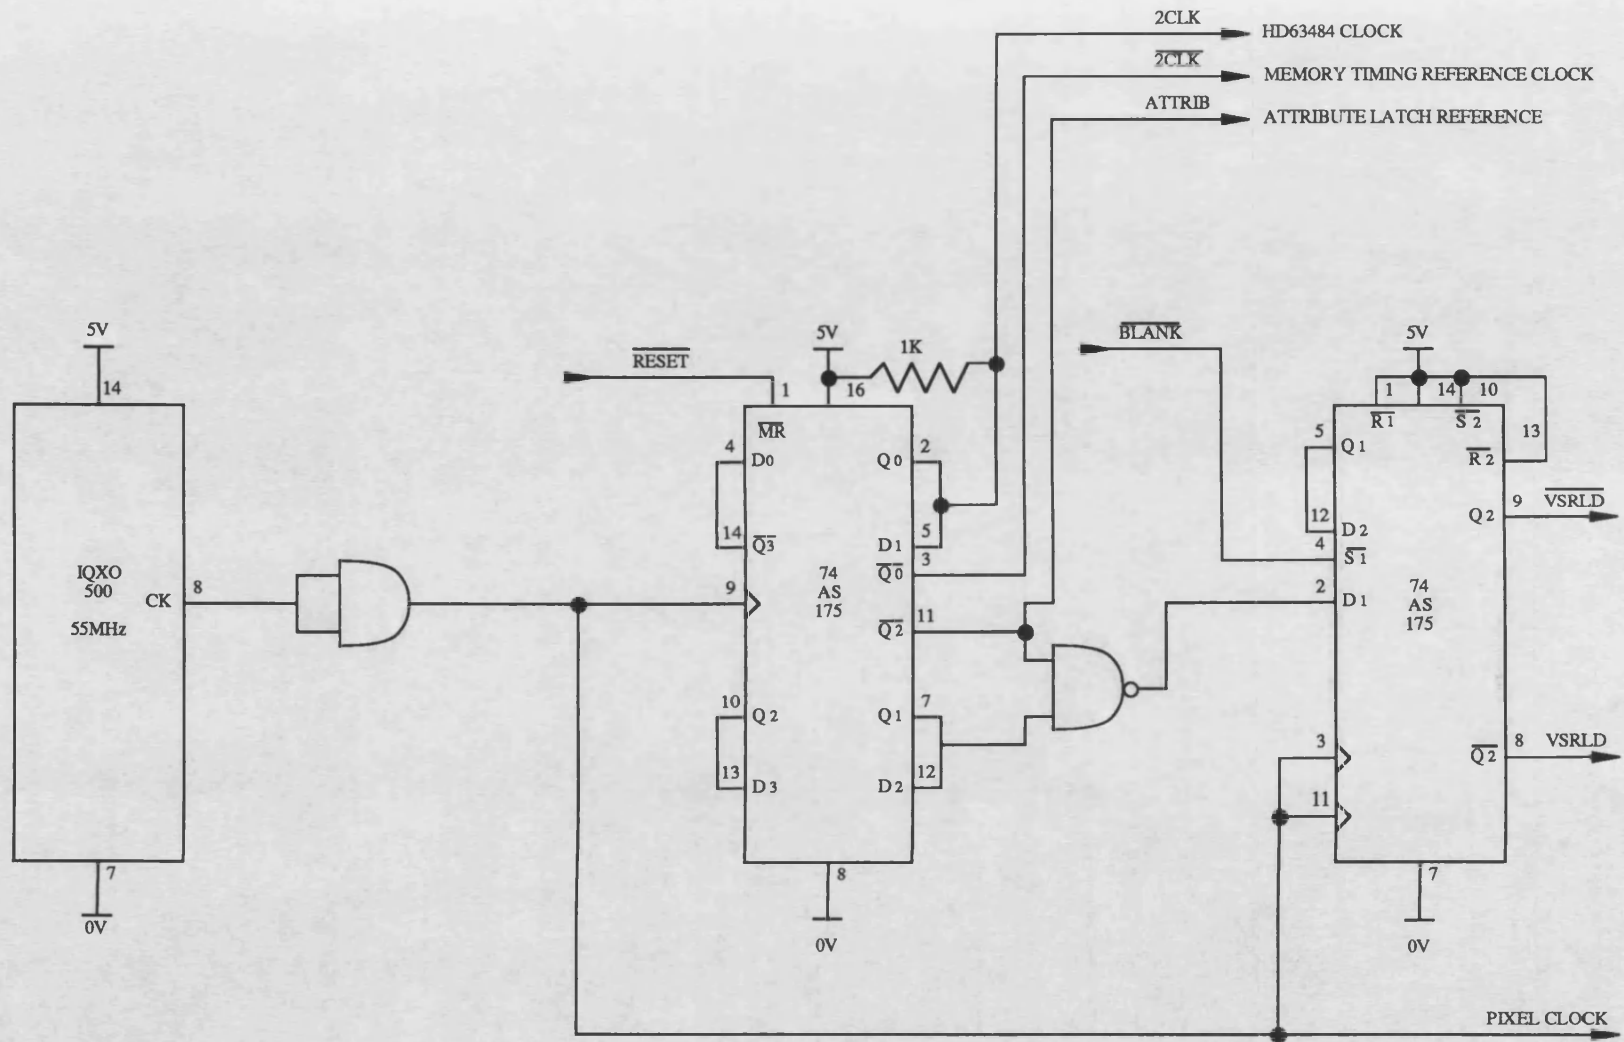 2CLK
HD63484 CLOCK
2CLK
MEMORY TIMING REFERENCE CLOCK
ATTRIB
ATTRIBUTE LATCH REFERENCE
5V
14
IQXO
500
55MHz
CK
8
7
0V
RESET
5V
1K
1
16
MR
4
D0
Q0
2
14
Q3
D1
5
Q0
3
9
74
AS
175
Q2
11
10
Q2
Q1
7
13
D3
D2
12
8
0V
BLANK
5V
1
14
10
R1
S2
5
Q1
13
R2
12
D2
Q2
9
VSRLD
4
S1
2
D1
74
AS
175
3
Q2
8
VSRLD
11
7
0V
PIXEL CLOCK